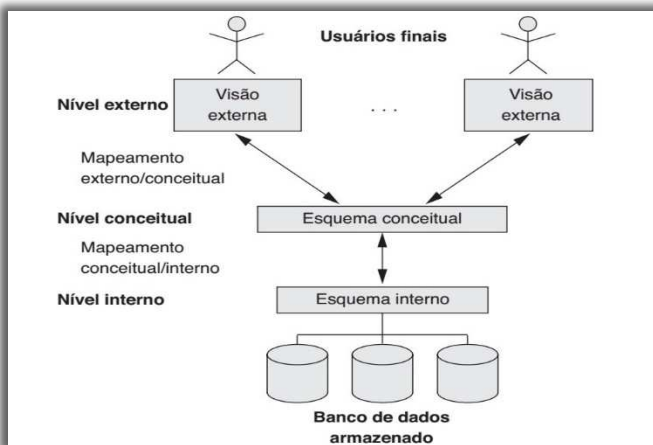 Usuários finais
Nível externo
Visão
externa
. . .
Visão
externa
Mapeamento
externo/conceitual
Nível conceitual
Esquema conceitual
Mapeamento
conceitual/interno
Nível interno
Esquema interno
Banco de dados
armazenado